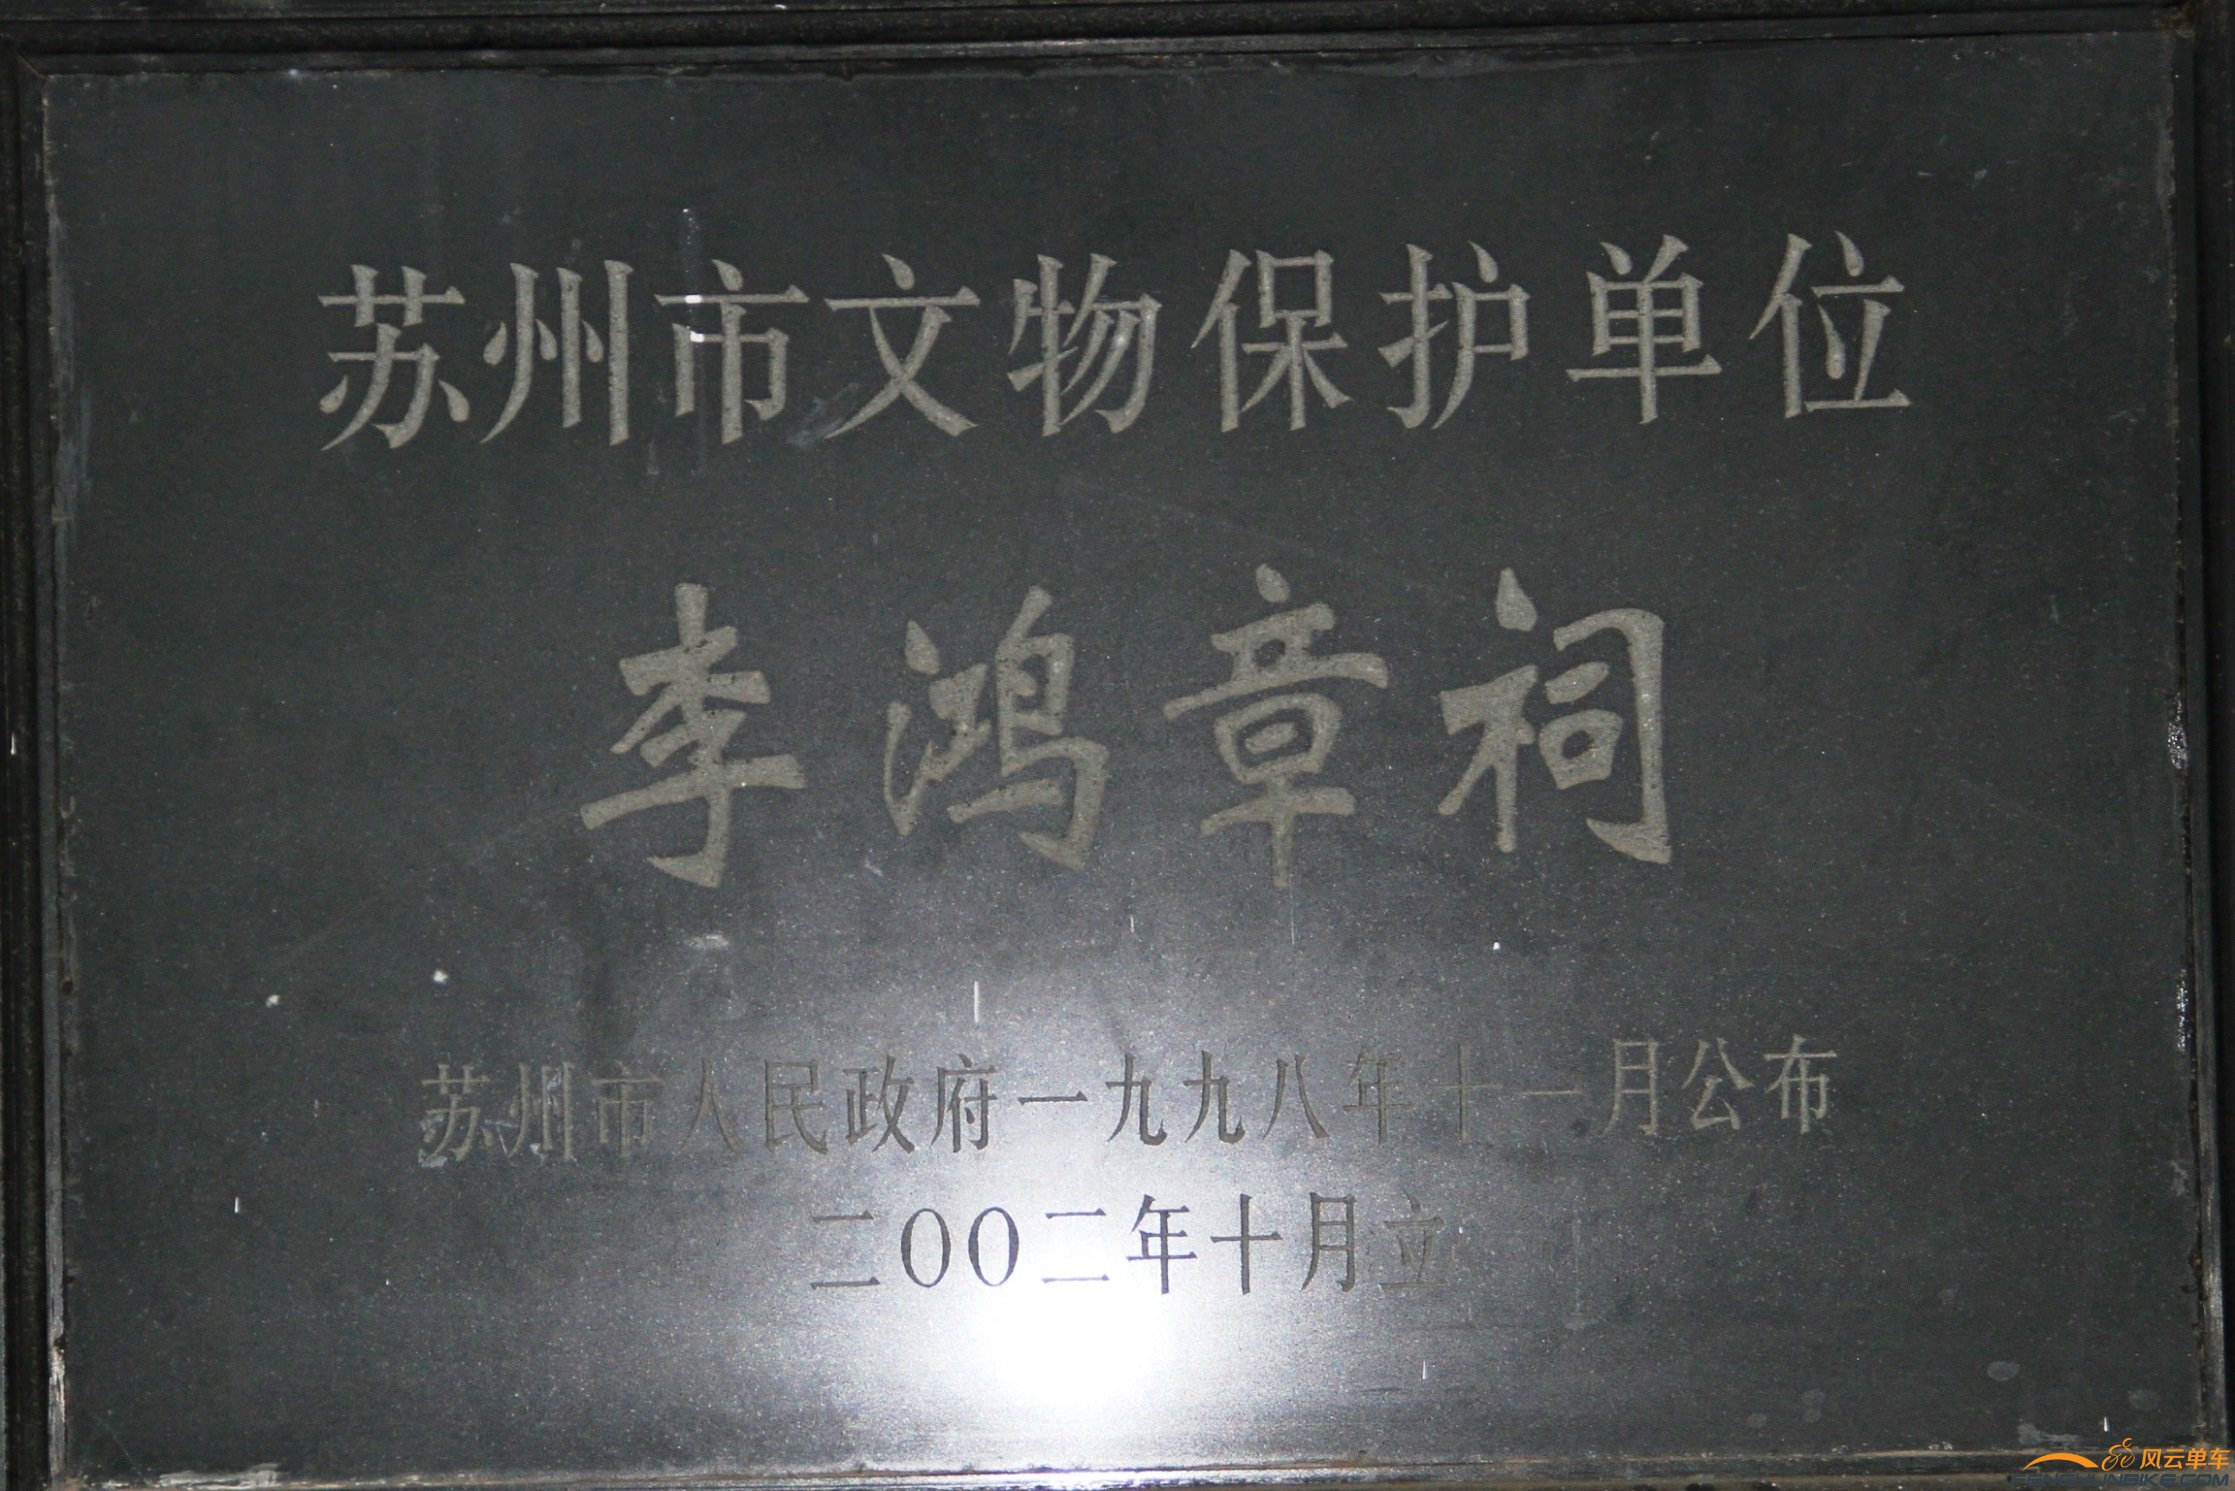 苏州市文物保护单位
李鸿章祠
苏州市人民政府一九九八年十一月公布
二〇〇二年十月立
风云单车